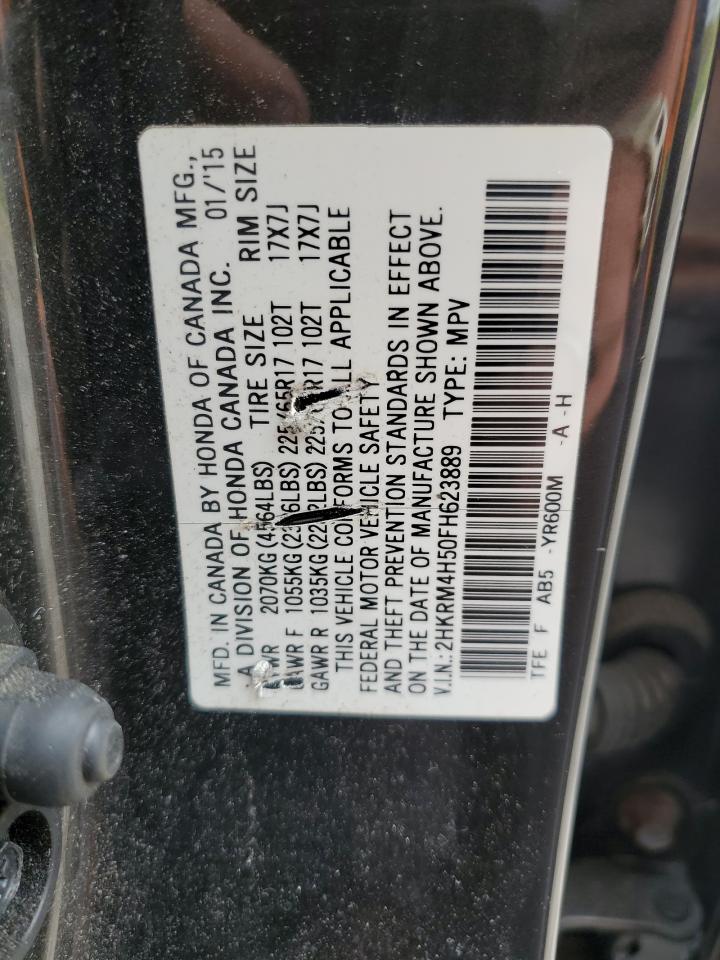 MFD. IN CANADA BY HONDA OF CANADA MFG.,
A DIVISION OF HONDA CANADA INC. 01/'15
TIRE SIZE RIM SIZE
2070KG 17X7J
GAWR F 1055KG 102T 17X7J
GAWR R 1035KG 102T
THIS VEHICLE CONFORMS TO ALL APPLICABLE
FEDERAL MOTOR VEHICLE SAFETY
AND THEFT PREVENTION STANDARDS IN EFFECT
ON THE DATE OF MANUFACTURE SHOWN ABOVE.
V.I.N.:2HKRM4H50FH623889 TYPE: MPV
TFE F AB5 -YR600M -A -H